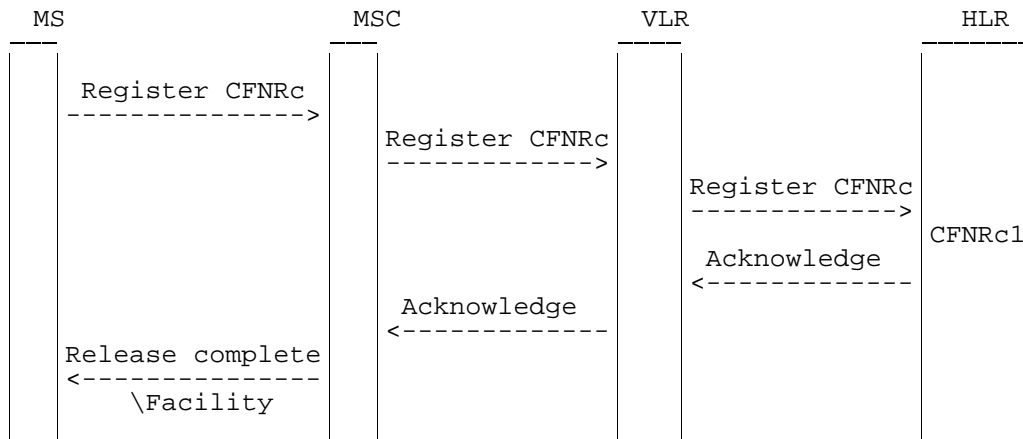 MS MSC VLR HLR
Register CFNRc
--------------->
Register CFNRc
------------->
Register CFNRc
------------->
CFNRc1
Acknowledge
<-------------
Acknowledge
<-------------
Release complete
<---------------
\Facility